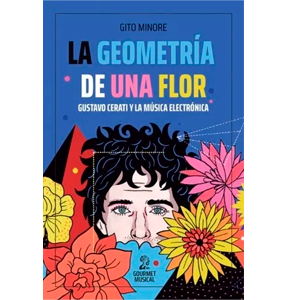 GITO MINORE
LA GEOMETRÍA
DE UNA FLOR
GUSTAVO CERATI Y LA MÚSICA ELECTRÓNICA
GOURMET
MUSICAL